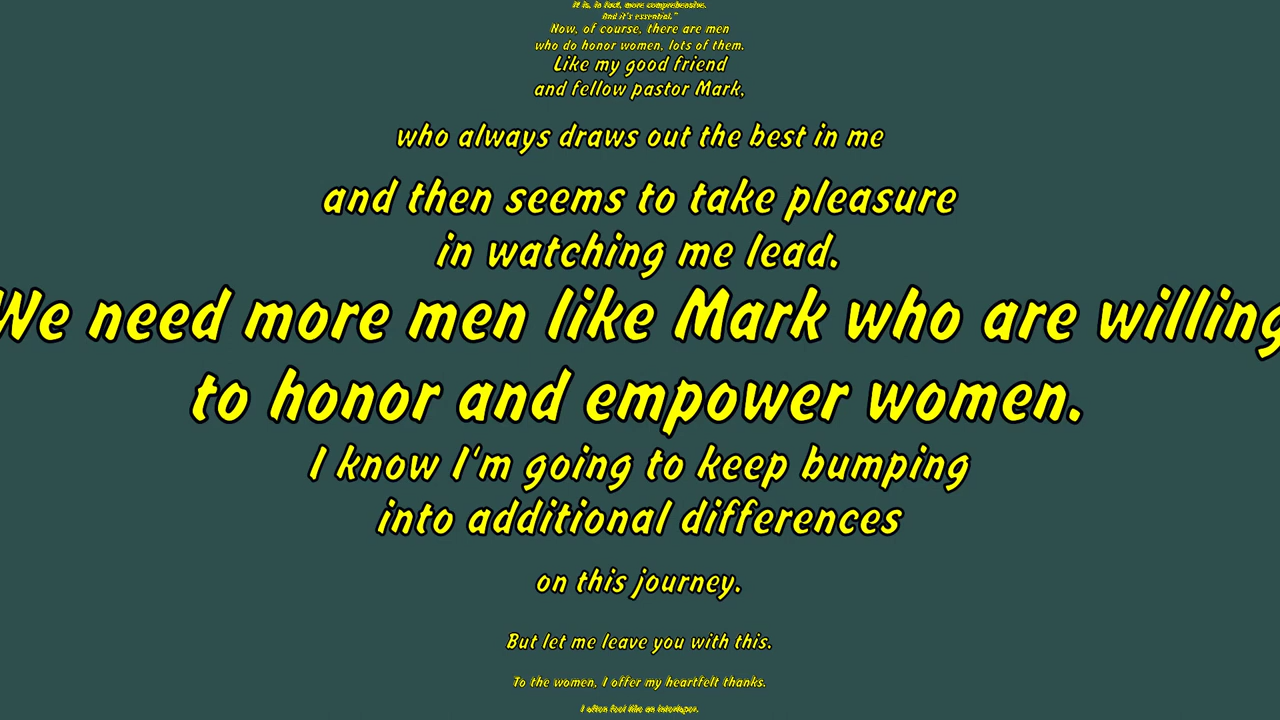 It is, in fact, more comprehensive.
And it's essential."
Now, of course, there are men
who do honor women, lots of them.
Like my good friend
and fellow pastor Mark,
who always draws out the best in me
and then seems to take pleasure
in watching me lead.
We need more men like Mark who are willing
to honor and empower women.
I know I'm going to keep bumping
into additional differences
on this journey.
But let me leave you with this.
To the women, I offer my heartfelt thanks.
I often feel like an interloper.